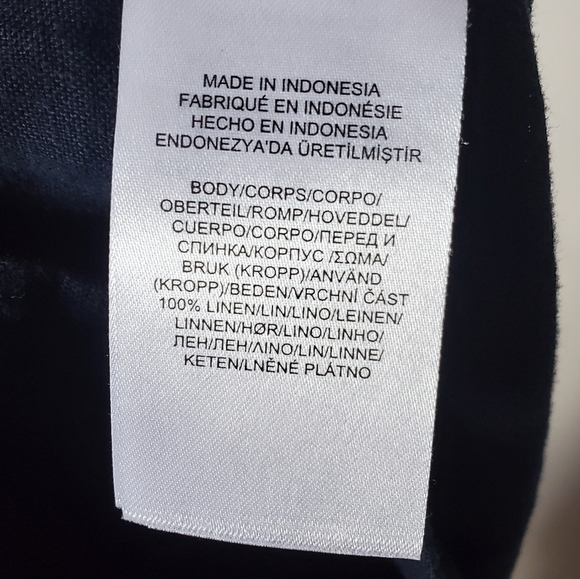 MADE IN INDONESIA
FABRIQUÉ EN INDONÉSIE
HECHO EN INDONESIA
ENDONEZYA'DA ÜRETİLMİŞTİR
BODY/CORPS/CORPO/
OBERTEIL/ROMP/HOVEDDEL/
CUERPO/CORPO/ПЕРЕД И
СПИНКА/КОРПУС /ΣΩΜΑ/
BRUK (KROPP)/ANVÄND
(KROPP)/BEDEN/VRCHNÍ ČÁST
100% LINEN/LIN/LINO/LEINEN/
LINNEN/HØR/LINO/LINHO/
ЛЕН/ЛЕН/ΛΙΝΟ/LIN/LINNE/
KETEN/LNĚNÉ PLÁTNO